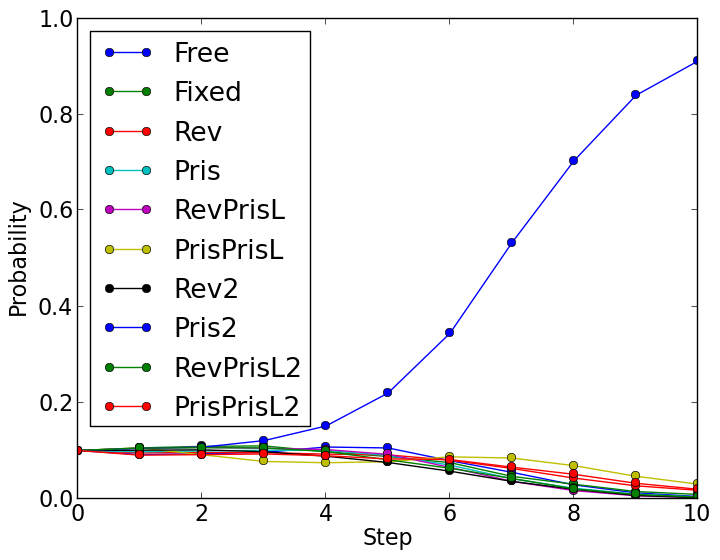 1.0
0.8
0.6
0.4
0.2
0.0
Probability
Free
Fixed
Rev
Pris
RevPrisL
PrisPrisL
Rev2
Pris2
RevPrisL2
PrisPrisL2
0 2 4 6 8 10
Step